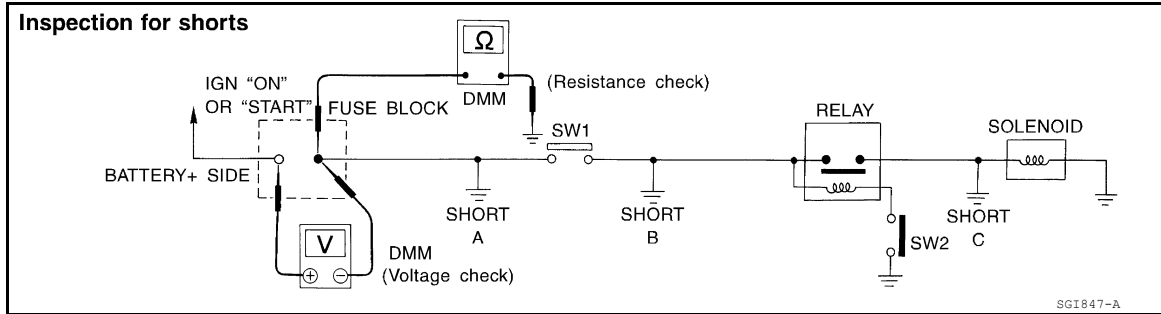 Inspection for shorts
Ω
IGN "ON"
OR "START"
FUSE BLOCK
DMM
(Resistance check)
SW1
RELAY
SOLENOID
BATTERY+ SIDE
SHORT
A
SHORT
B
SHORT
C
SW2
V
+
−
DMM
(Voltage check)
SGI847-A